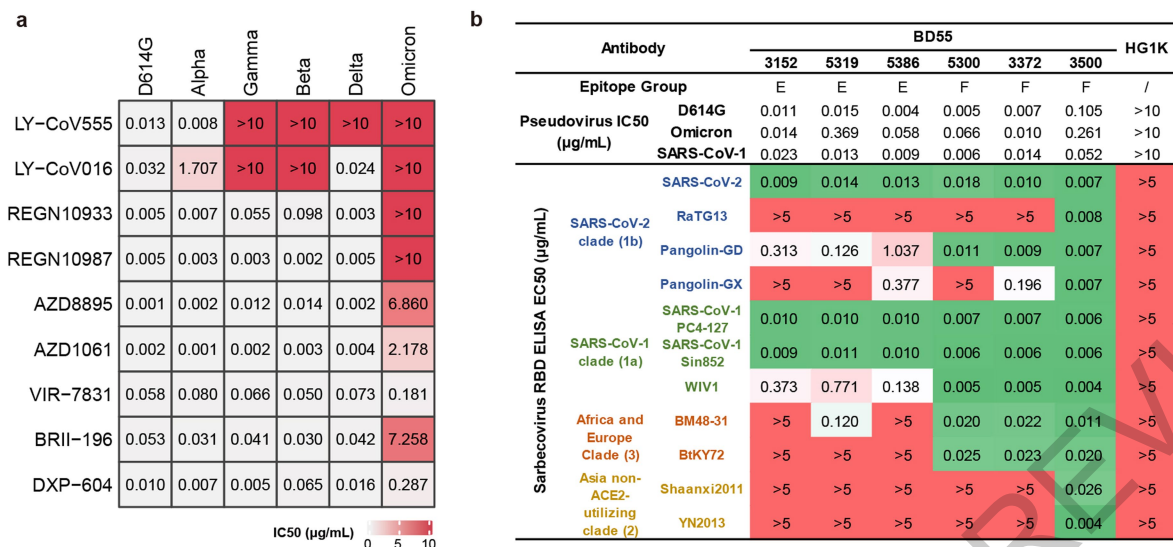 a
D614G Alpha Gamma Beta Delta Omicron
LY-CoV555 0.013 0.008 >10 >10 >10 >10
LY-CoV016 0.032 1.707 >10 >10 0.024 >10
REGN10933 0.005 0.007 0.055 0.098 0.003 >10
REGN10987 0.005 0.003 0.003 0.002 0.005 >10
AZD8895 0.001 0.002 0.012 0.014 0.002 6.860
AZD1061 0.002 0.001 0.002 0.003 0.004 2.178
VIR-7831 0.058 0.080 0.066 0.050 0.073 0.181
BRII-196 0.053 0.031 0.041 0.030 0.042 7.258
DXP-604 0.010 0.007 0.005 0.065 0.016 0.287
IC50 (µg/mL)
0 5 10
b
Antibody BD55 HG1K
3152 5319 5386 5300 3372 3500
Epitope Group E E E F F F /
Pseudovirus IC50 (µg/mL)
D614G 0.011 0.015 0.004 0.005 0.007 0.105 >10
Omicron 0.014 0.369 0.058 0.066 0.010 0.261 >10
SARS-CoV-1 0.023 0.013 0.009 0.006 0.014 0.052 >10
Sarbecovirus RBD ELISA EC50 (µg/mL)
SARS-CoV-2 clade (1b)
SARS-CoV-2 0.009 0.014 0.013 0.018 0.010 0.007 >5
RaTG13 >5 >5 >5 >5 >5 0.008 >5
Pangolin-GD 0.313 0.126 1.037 0.011 0.009 0.007 >5
Pangolin-GX >5 >5 0.377 >5 0.196 0.007 >5
SARS-CoV-1 clade (1a)
SARS-CoV-1 PC4-127 0.010 0.010 0.010 0.007 0.007 0.006 >5
SARS-CoV-1 Sin852 0.009 0.011 0.010 0.006 0.006 0.006 >5
WIV1 0.373 0.771 0.138 0.005 0.005 0.004 >5
Africa and Europe Clade (3)
BM48-31 >5 0.120 >5 0.020 0.022 0.011 >5
BtKY72 >5 >5 >5 0.025 0.023 0.020 >5
Asia non-ACE2-utilizing clade (2)
Shaanxi2011 >5 >5 >5 >5 >5 0.026 >5
YN2013 >5 >5 >5 >5 >5 0.004 >5